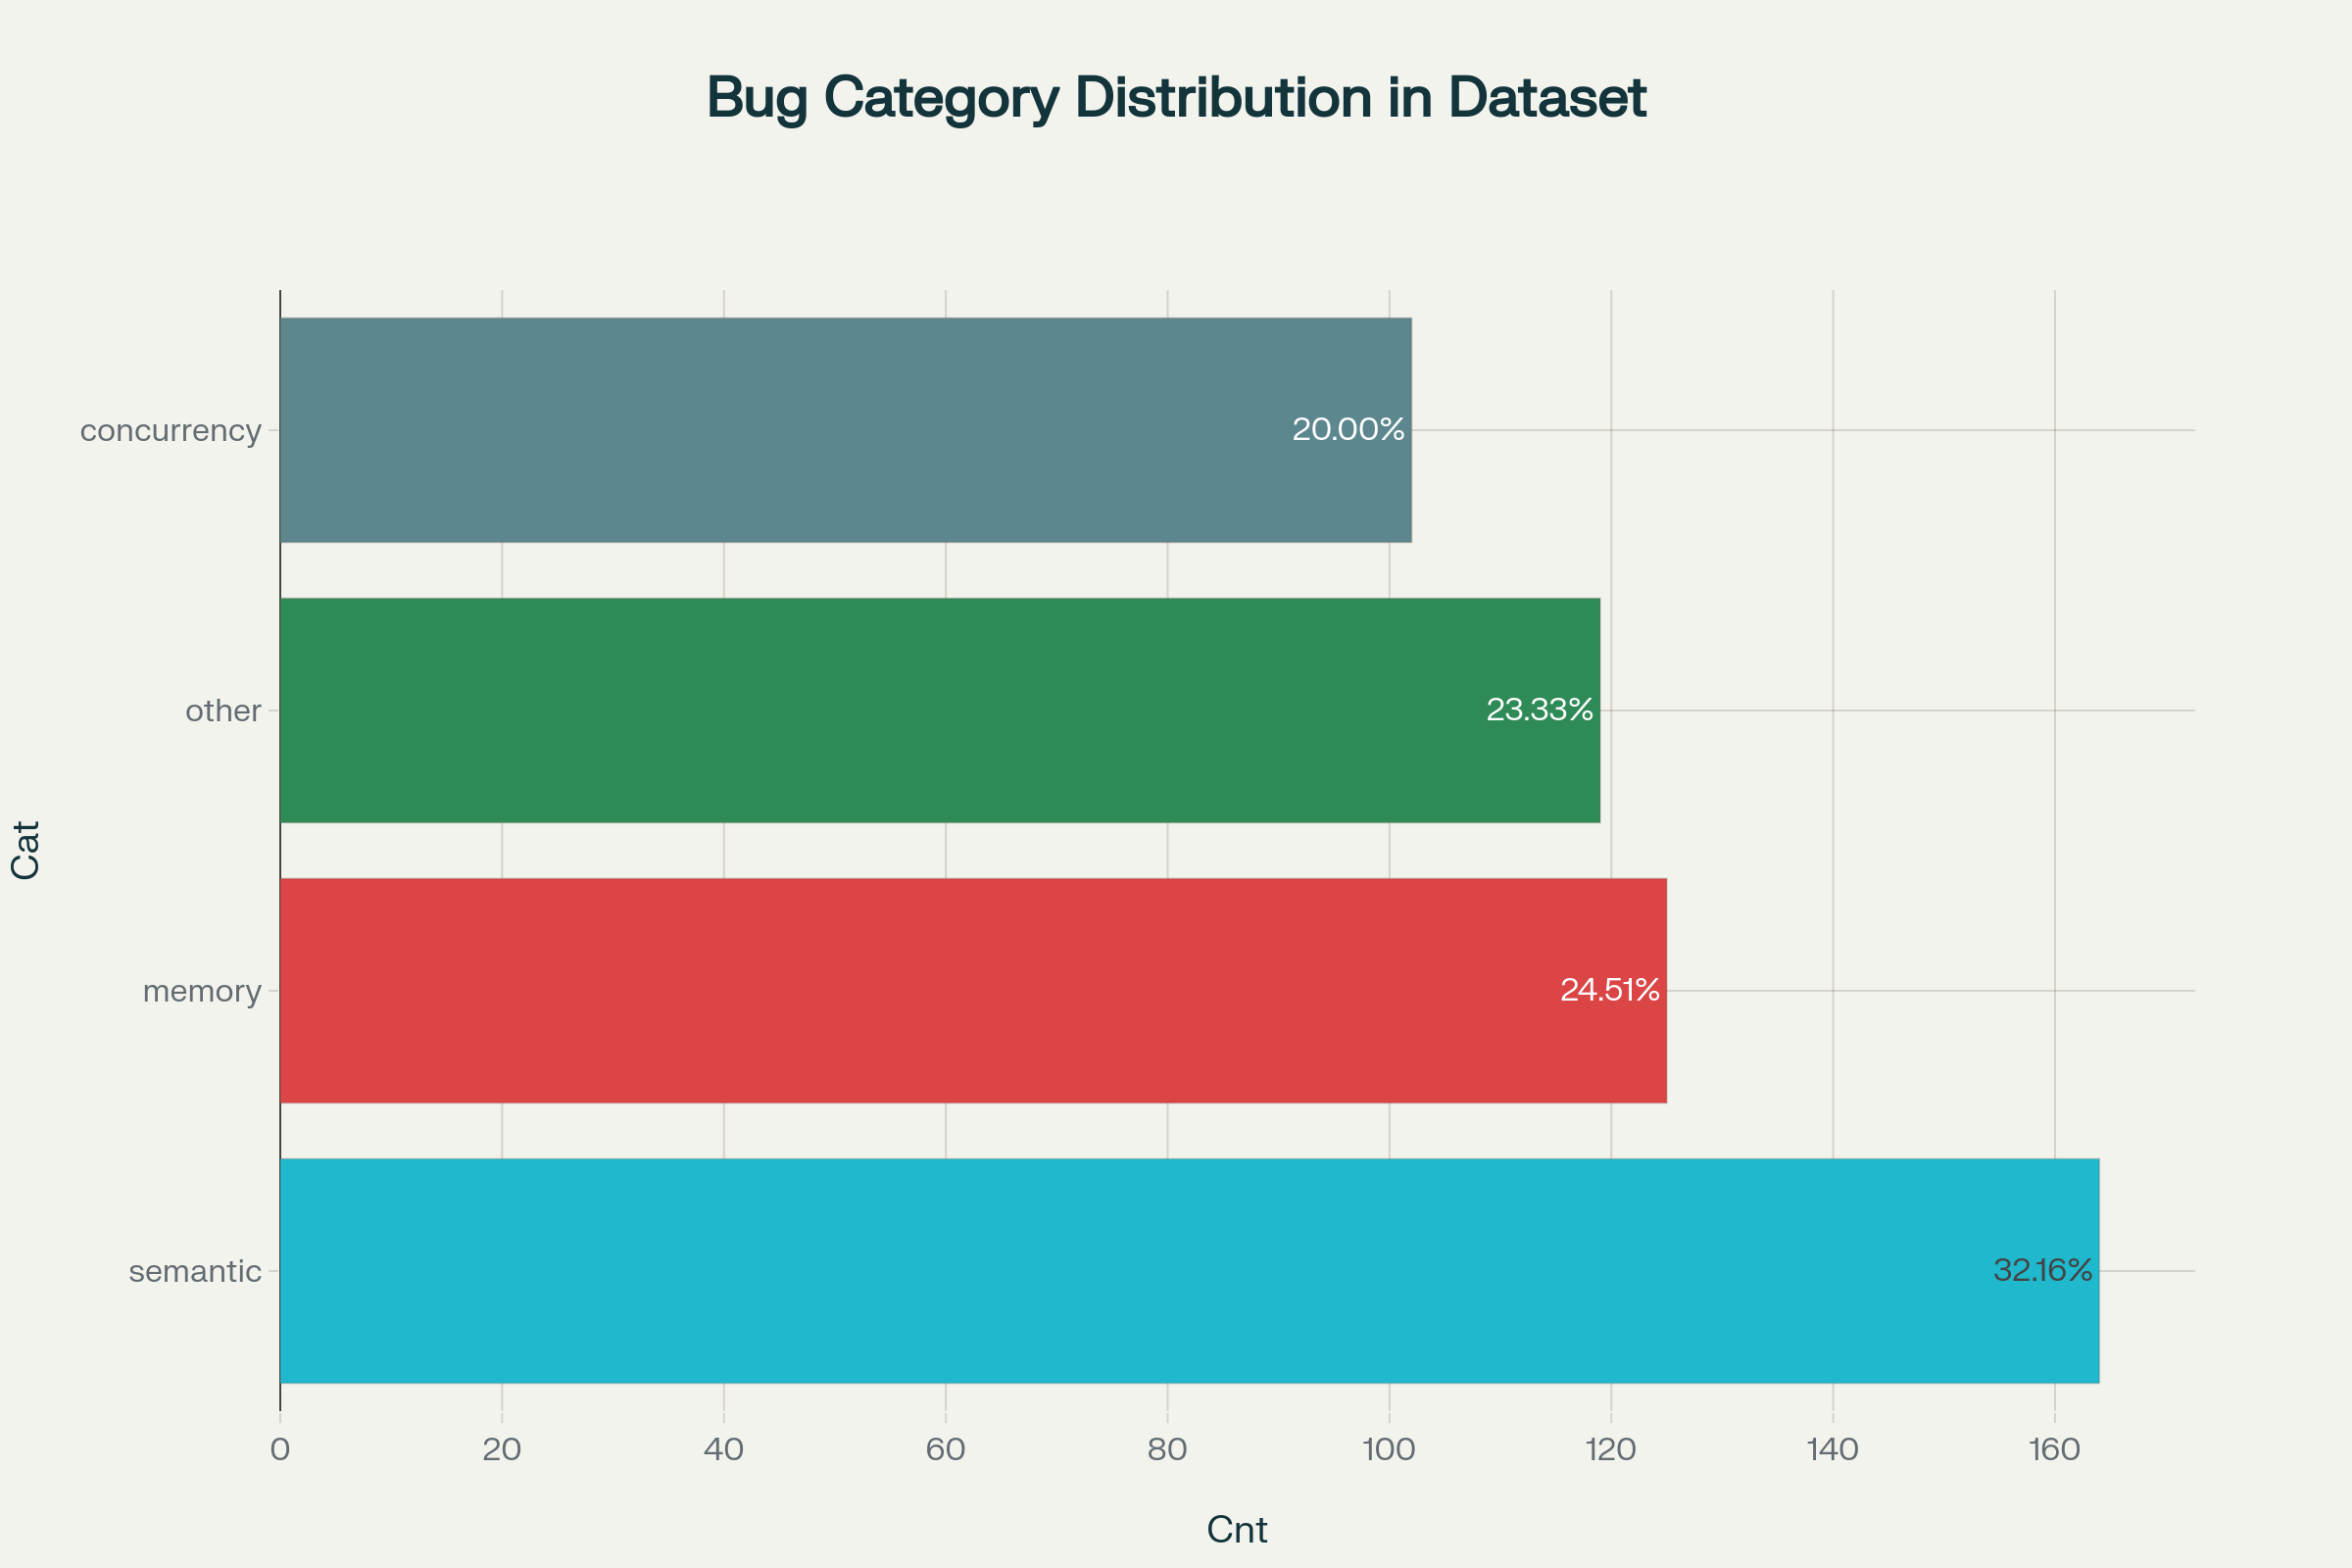 Bug Category Distribution in Dataset
concurrency
20.00%
other
23.33%
Cat
memory
24.51%
semantic
32.16%
0 20 40 60 80 100 120 140 160
Cnt